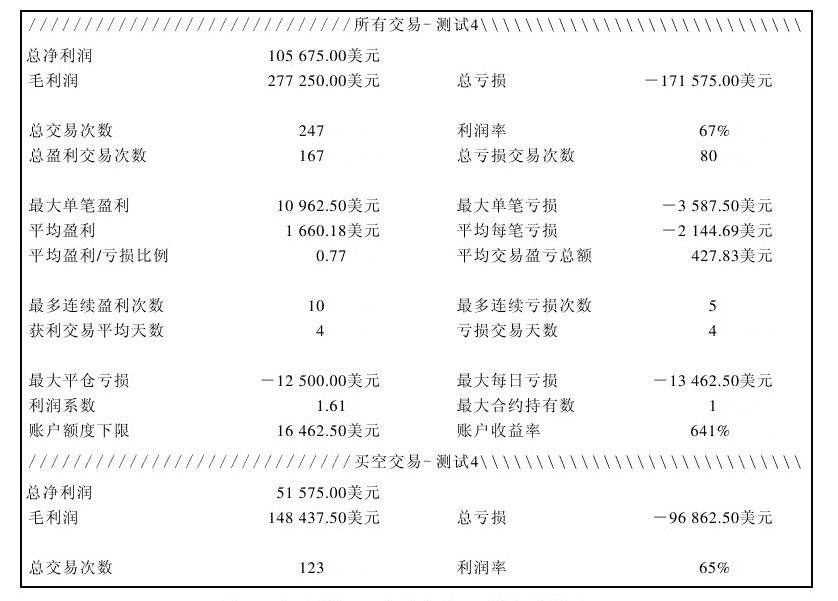 ////////////////////////////所有交易-测试4\\\\\\\\\\\\\\\\\\\\\\\\\\\\
总净利润 105 675.00美元
毛利润 277 250.00美元 总亏损 -171 575.00美元
总交易次数 247 利润率 67%
总盈利交易次数 167 总亏损交易次数 80
最大单笔盈利 10 962.50美元 最大单笔亏损 -3 587.50美元
平均盈利 1 660.18美元 平均每笔亏损 -2 144.69美元
平均盈利/亏损比例 0.77 平均交易盈亏总额 427.83美元
最多连续盈利次数 10 最多连续亏损次数 5
获利交易平均天数 4 亏损交易天数 4
最大平仓亏损 -12 500.00美元 最大每日亏损 -13 462.50美元
利润系数 1.61 最大合约持有数 1
账户额度下限 16 462.50美元 账户收益率 641%
////////////////////////////买空交易-测试4\\\\\\\\\\\\\\\\\\\\\\\\\\\\
总净利润 51 575.00美元
毛利润 148 437.50美元 总亏损 -96 862.50美元
总交易次数 123 利润率 65%